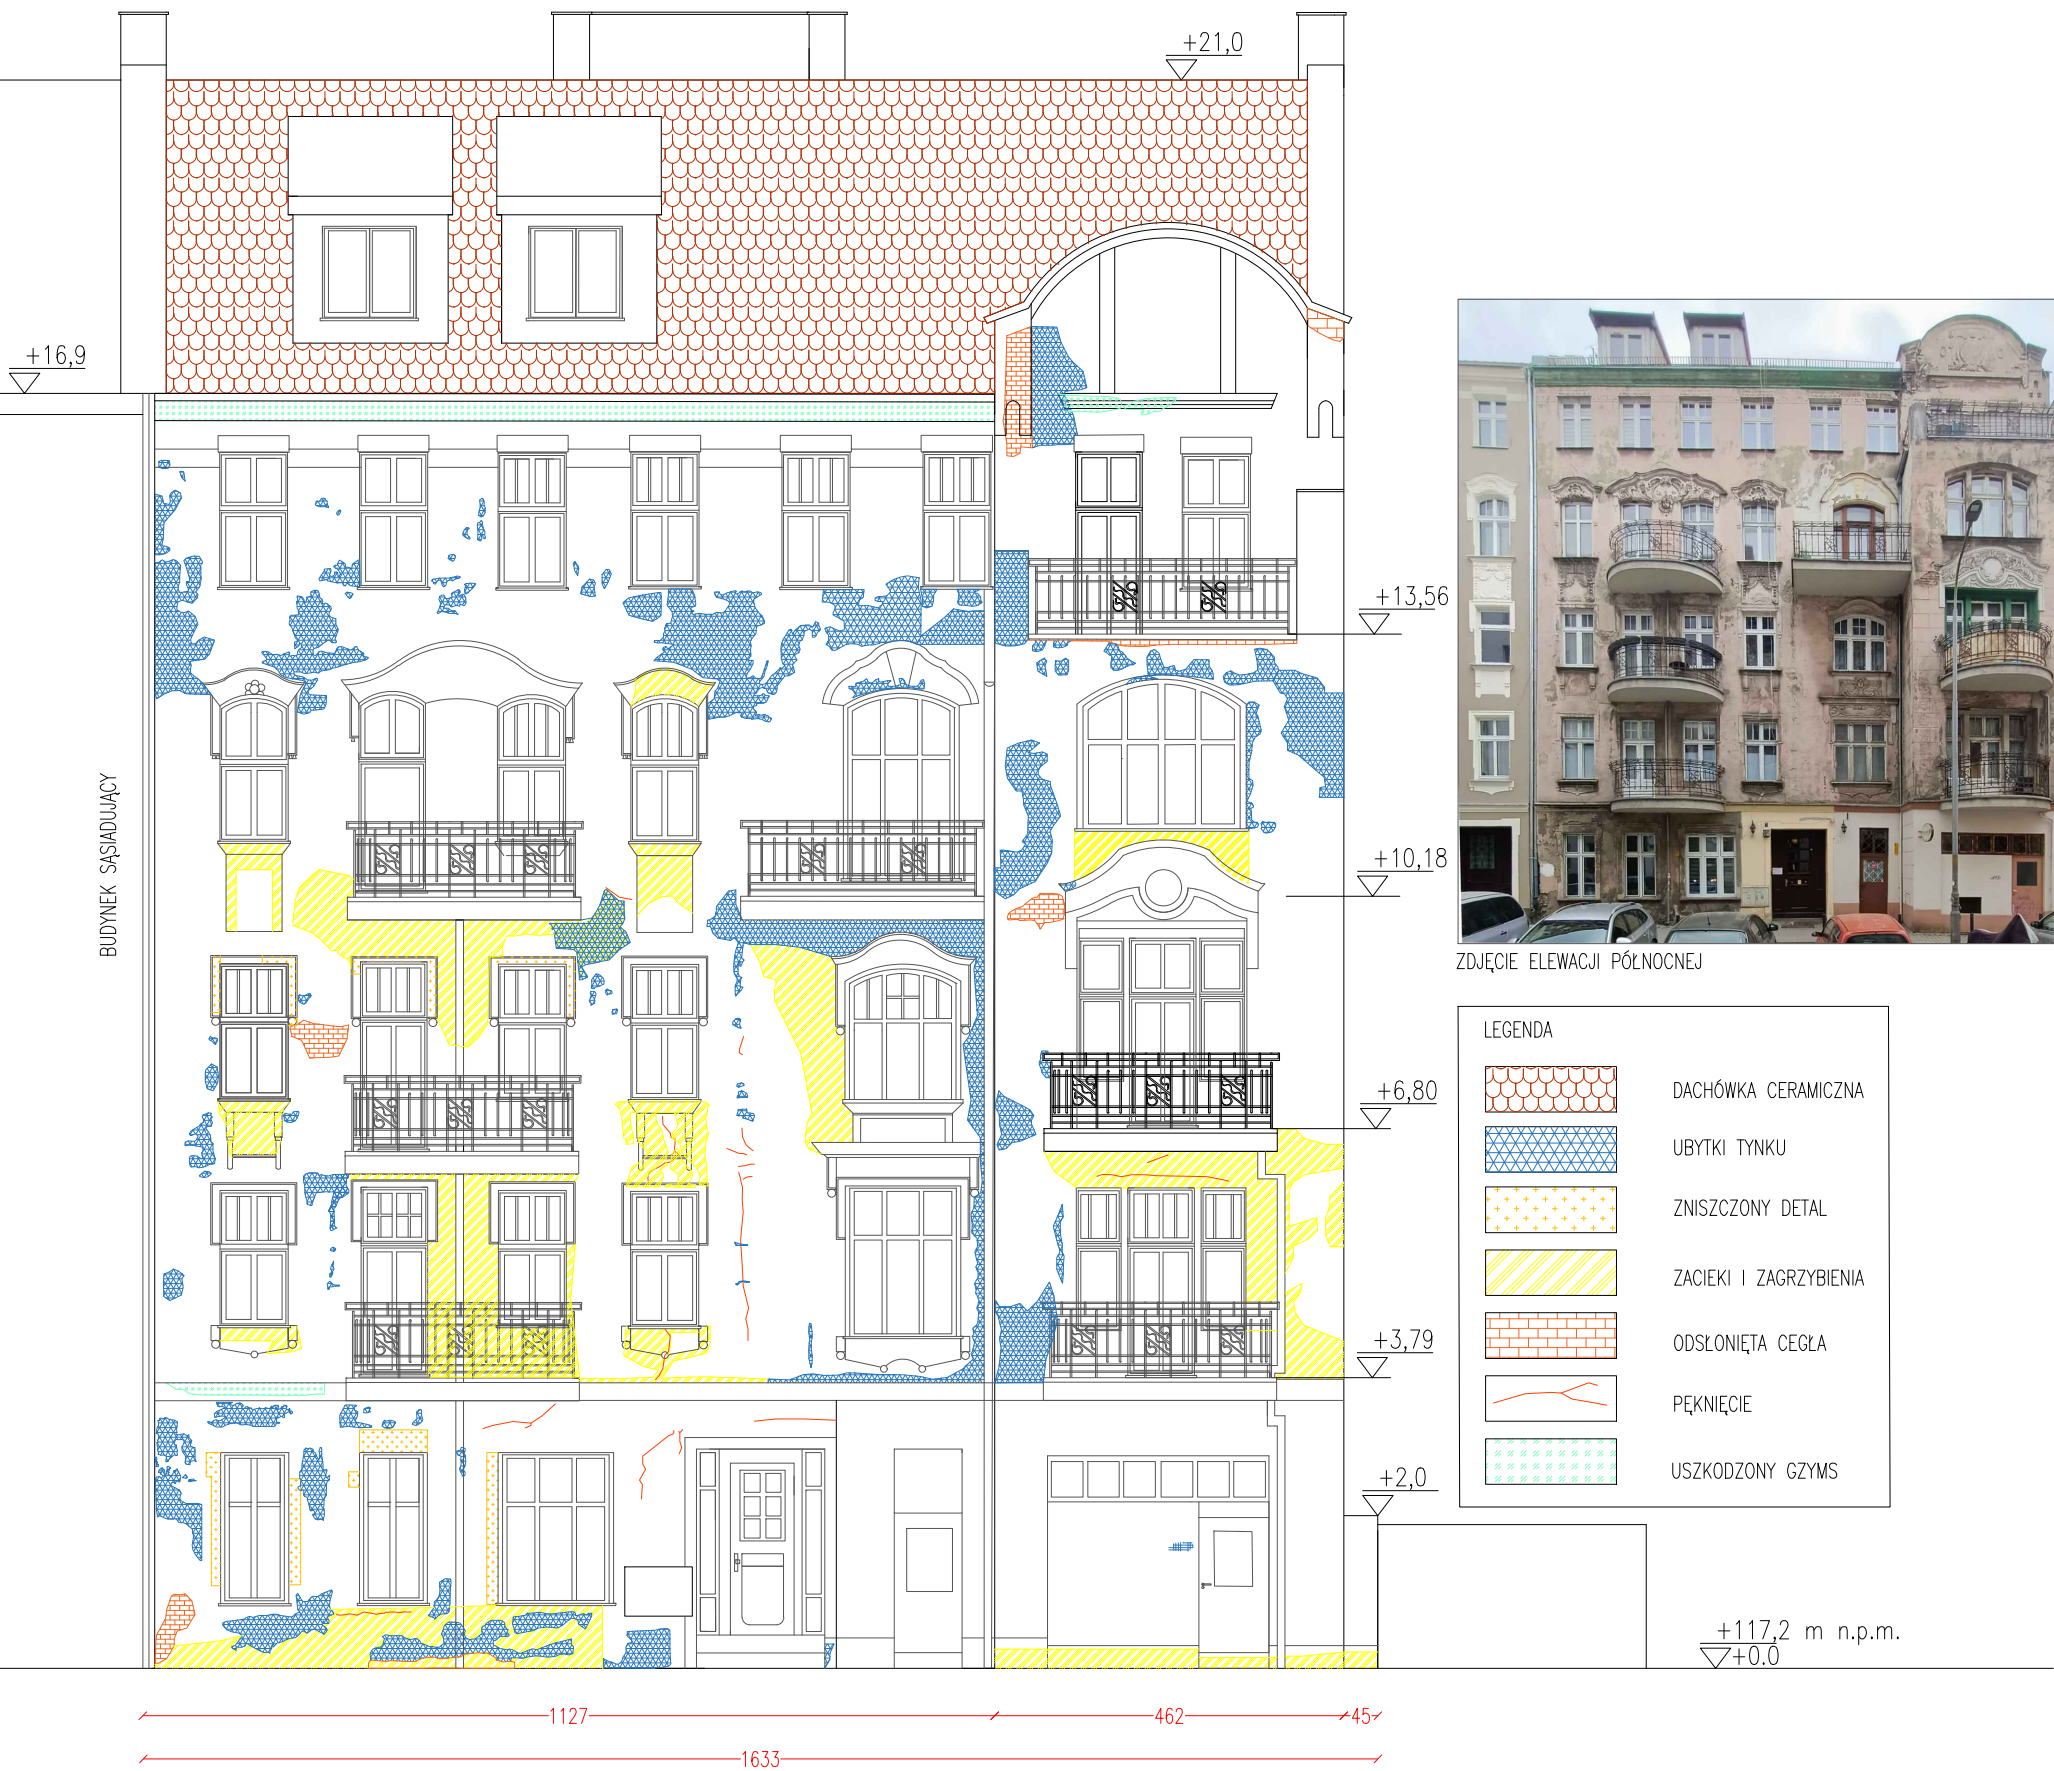 +21,0
+16,9
+13,56
+10,18
BUDYNEK SĄSIADUJĄCY
ZDJĘCIE ELEWACJI PÓŁNOCNEJ
LEGENDA
DACHÓWKA CERAMICZNA
UBYTKI TYNKU
ZNISZCZONY DETAL
ZACIEKI I ZAGRZYBIENIA
ODSŁONIĘTA CEGŁA
PĘKNIĘCIE
USZKODZONY GZYMS
+6,80
+3,79
+2,0
+117,2 m n.p.m.
+0.0
1127
462
45
1633